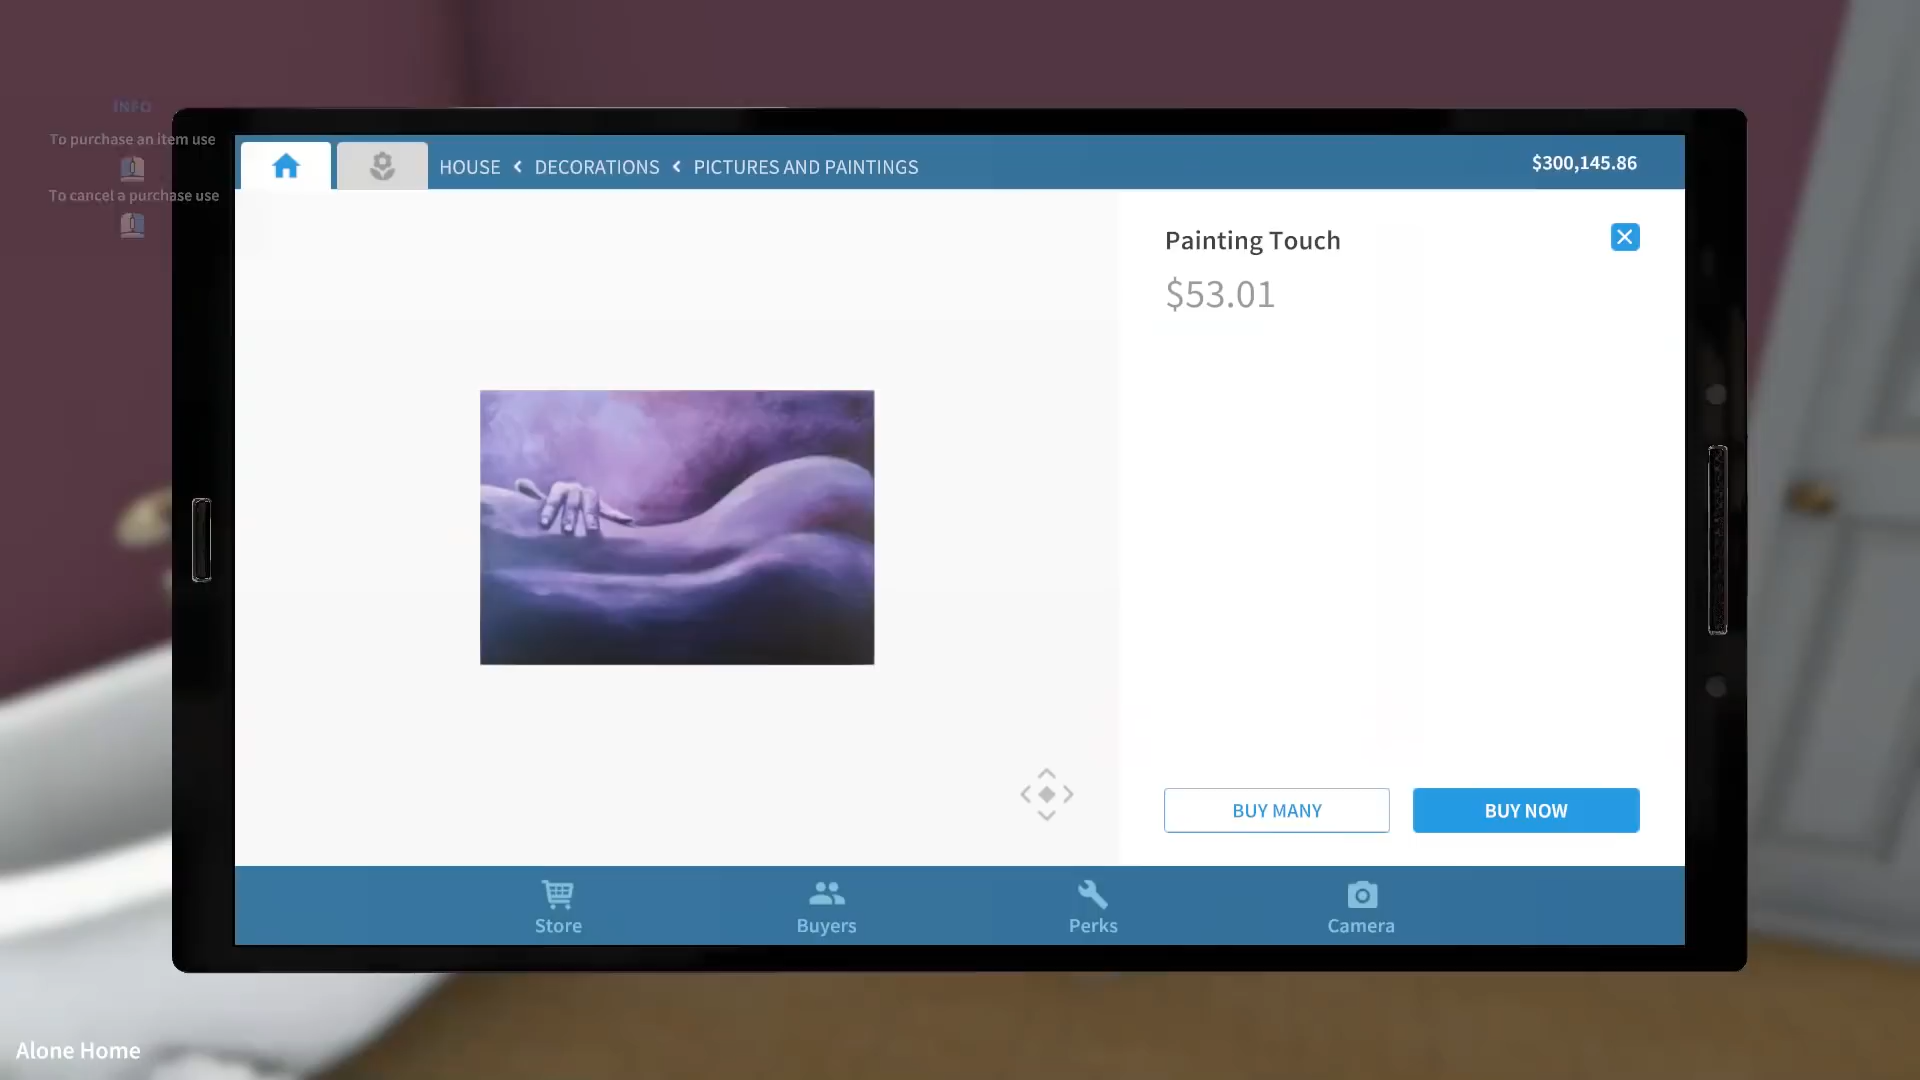 INFO
To purchase an item use
To cancel a purchase use
HOUSE < DECORATIONS < PICTURES AND PAINTINGS
$300,145.86
Painting Touch
$53.01
BUY MANY
BUY NOW
Store
Buyers
Perks
Camera
Alone Home